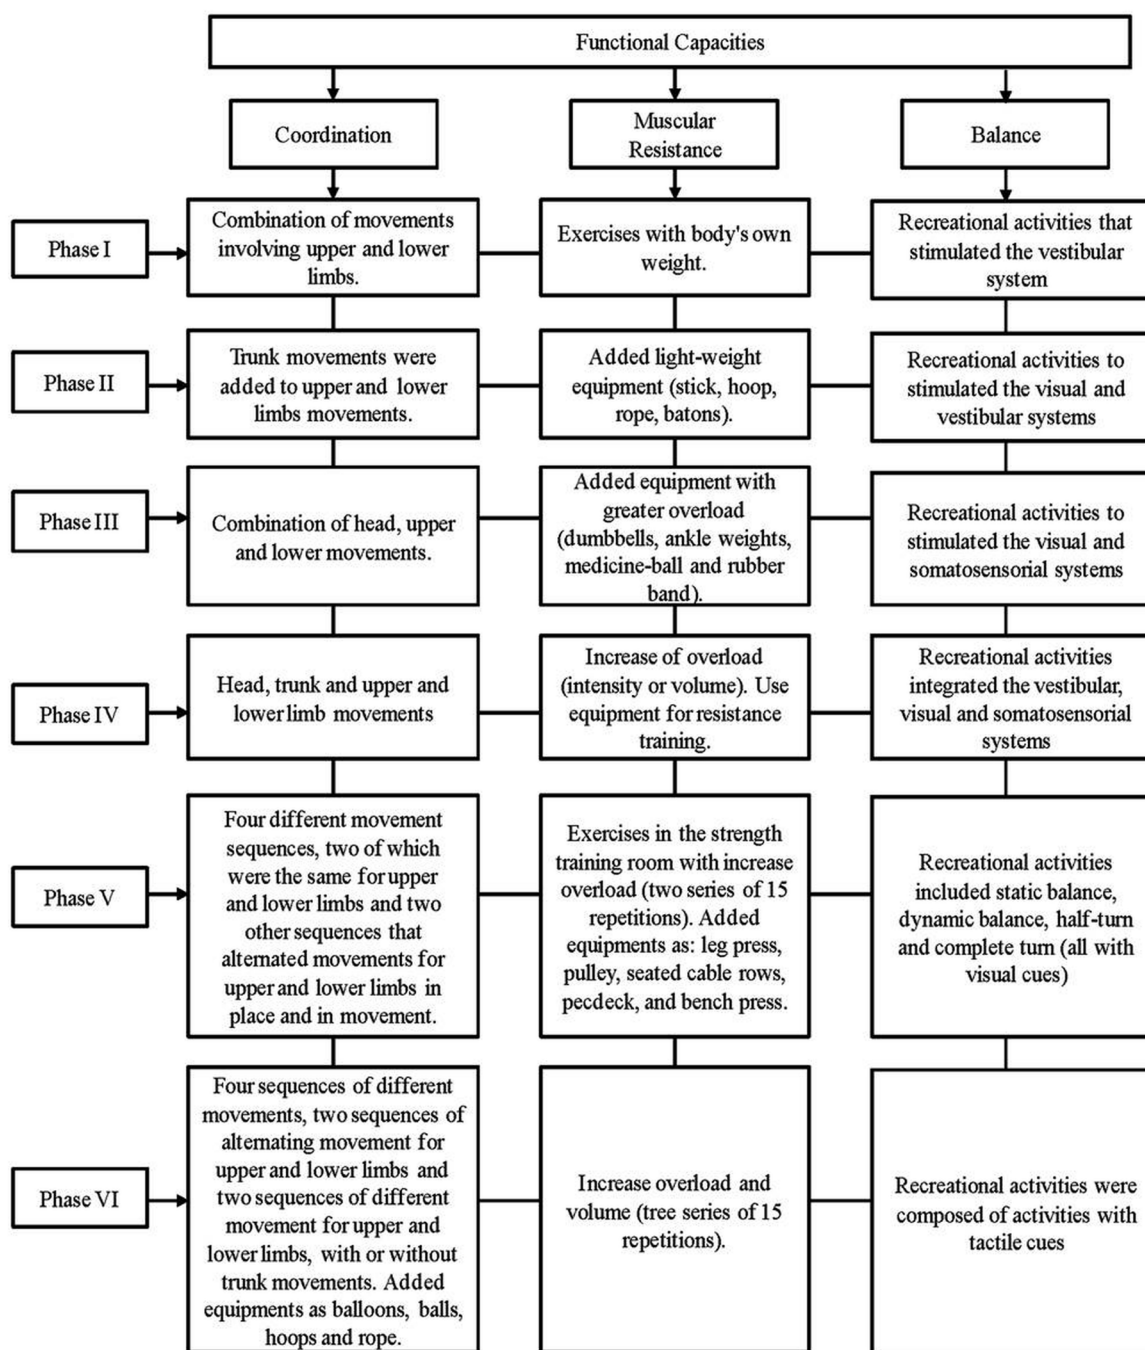 Functional Capacities
Coordination
Muscular
Resistance
Balance
Phase I
Combination of movements
involving upper and lower
limbs.
Exercises with body's own
weight.
Recreational activities that
stimulated the vestibular
system
Phase II
Trunk movements were
added to upper and lower
limbs movements.
Added light-weight
equipment (stick, hoop,
rope, batons).
Recreational activities to
stimulated the visual and
vestibular systems
Phase III
Combination of head, upper
and lower movements.
Added equipment with
greater overload
(dumbbells, ankle weights,
medicine-ball and rubber
band).
Recreational activities to
stimulated the visual and
somatosensorial systems
Phase IV
Head, trunk and upper and
lower limb movements
Increase of overload
(intensity or volume). Use
equipment for resistance
training.
Recreational activities
integrated the vestibular,
visual and somatosensorial
systems
Phase V
Four different movement
sequences, two of which
were the same for upper
and lower limbs and two
other sequences that
alternated movements for
upper and lower limbs in
place and in movement.
Exercises in the strength
training room with increase
overload (two series of 15
repetitions). Added
equipments as: leg press,
pulley, seated cable rows,
pecdeck, and bench press.
Recreational activities
included static balance,
dynamic balance, half-turn
and complete turn (all with
visual cues)
Phase VI
Four sequences of different
movements, two sequences of
alternating movement for
upper and lower limbs and
two sequences of different
movement for upper and
lower limbs, with or without
trunk movements. Added
equipments as balloons, balls,
hoops and rope.
Increase overload and
volume (tree series of 15
repetitions).
Recreational activities were
composed of activities with
tactile cues